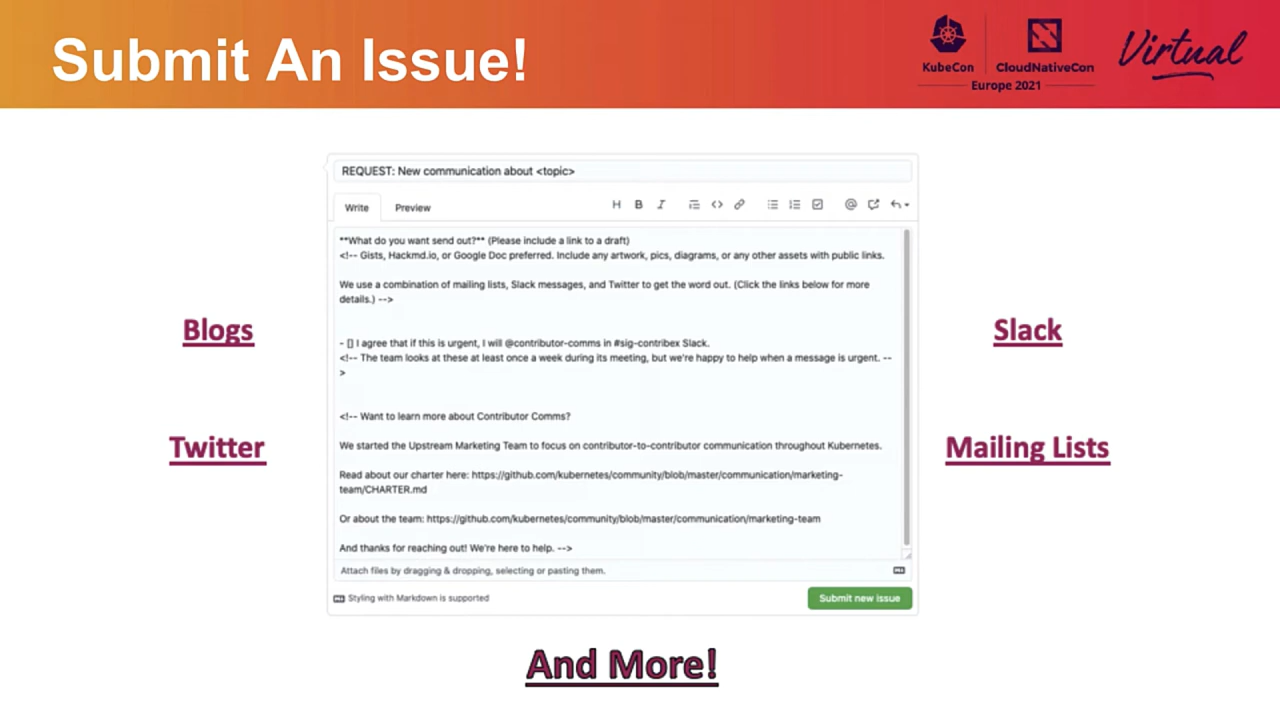 Submit An Issue!
KubeCon
CloudNativeCon
Europe 2021
Virtual
REQUEST: New communication about <topic>
Write
Preview
**What do you want send out?** (Please include a link to a draft)
<!-- Gists, Hackmd.io, or Google Doc preferred. Include any artwork, pics, diagrams, or any other assets with public links.
We use a combination of mailing lists, Slack messages, and Twitter to get the word out. (Click the links below for more
details.) -->
- [] I agree that if this is urgent, I will @contributor-comms in #sig-contribex Slack.
<!-- The team looks at these at least once a week during its meeting, but we're happy to help when a message is urgent. --
>
<!-- Want to learn more about Contributor Comms?
We started the Upstream Marketing Team to focus on contributor-to-contributor communication throughout Kubernetes.
Read about our charter here: https://github.com/kubernetes/community/blob/master/communication/marketing-
team/CHARTER.md
Or about the team: https://github.com/kubernetes/community/blob/master/communication/marketing-team
And thanks for reaching out! We're here to help. -->
Attach files by dragging & dropping, selecting or pasting them.
Styling with Markdown is supported
Submit new issue
Blogs
Slack
Twitter
Mailing Lists
And More!